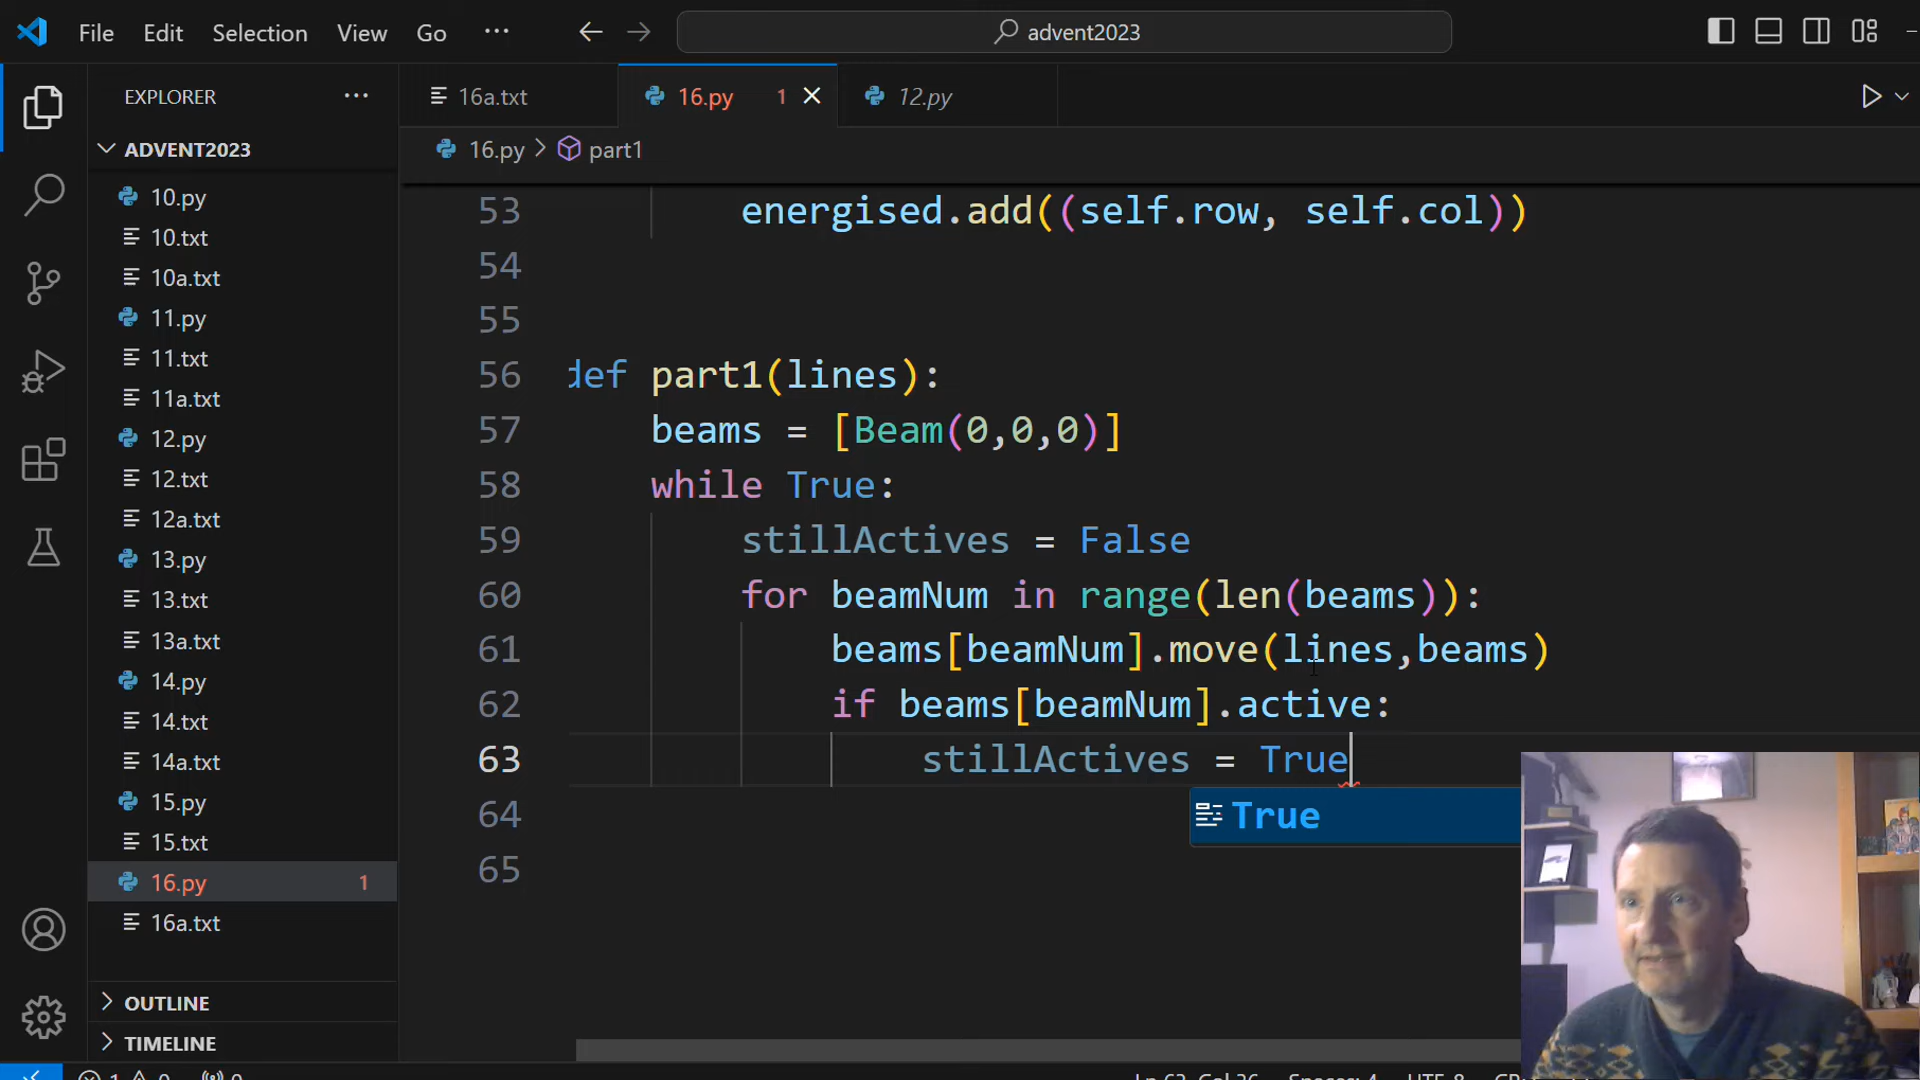 File Edit Selection View Go ··· advent2023
EXPLORER ···
16a.txt 16.py 1 12.py
ADVENT2023
16.py > part1
10.py
10.txt
10a.txt
11.py
11.txt
11a.txt
12.py
12.txt
12a.txt
13.py
13.txt
13a.txt
14.py
14.txt
14a.txt
15.py
15.txt
16.py 1
16a.txt
OUTLINE
TIMELINE
53 energised.add((self.row, self.col))
54
55
56 def part1(lines):
57 beams = [Beam(0,0,0)]
58 while True:
59 stillActives = False
60 for beamNum in range(len(beams)):
61 beams[beamNum].move(lines,beams)
62 if beams[beamNum].active:
63 stillActives = True
True
64
65